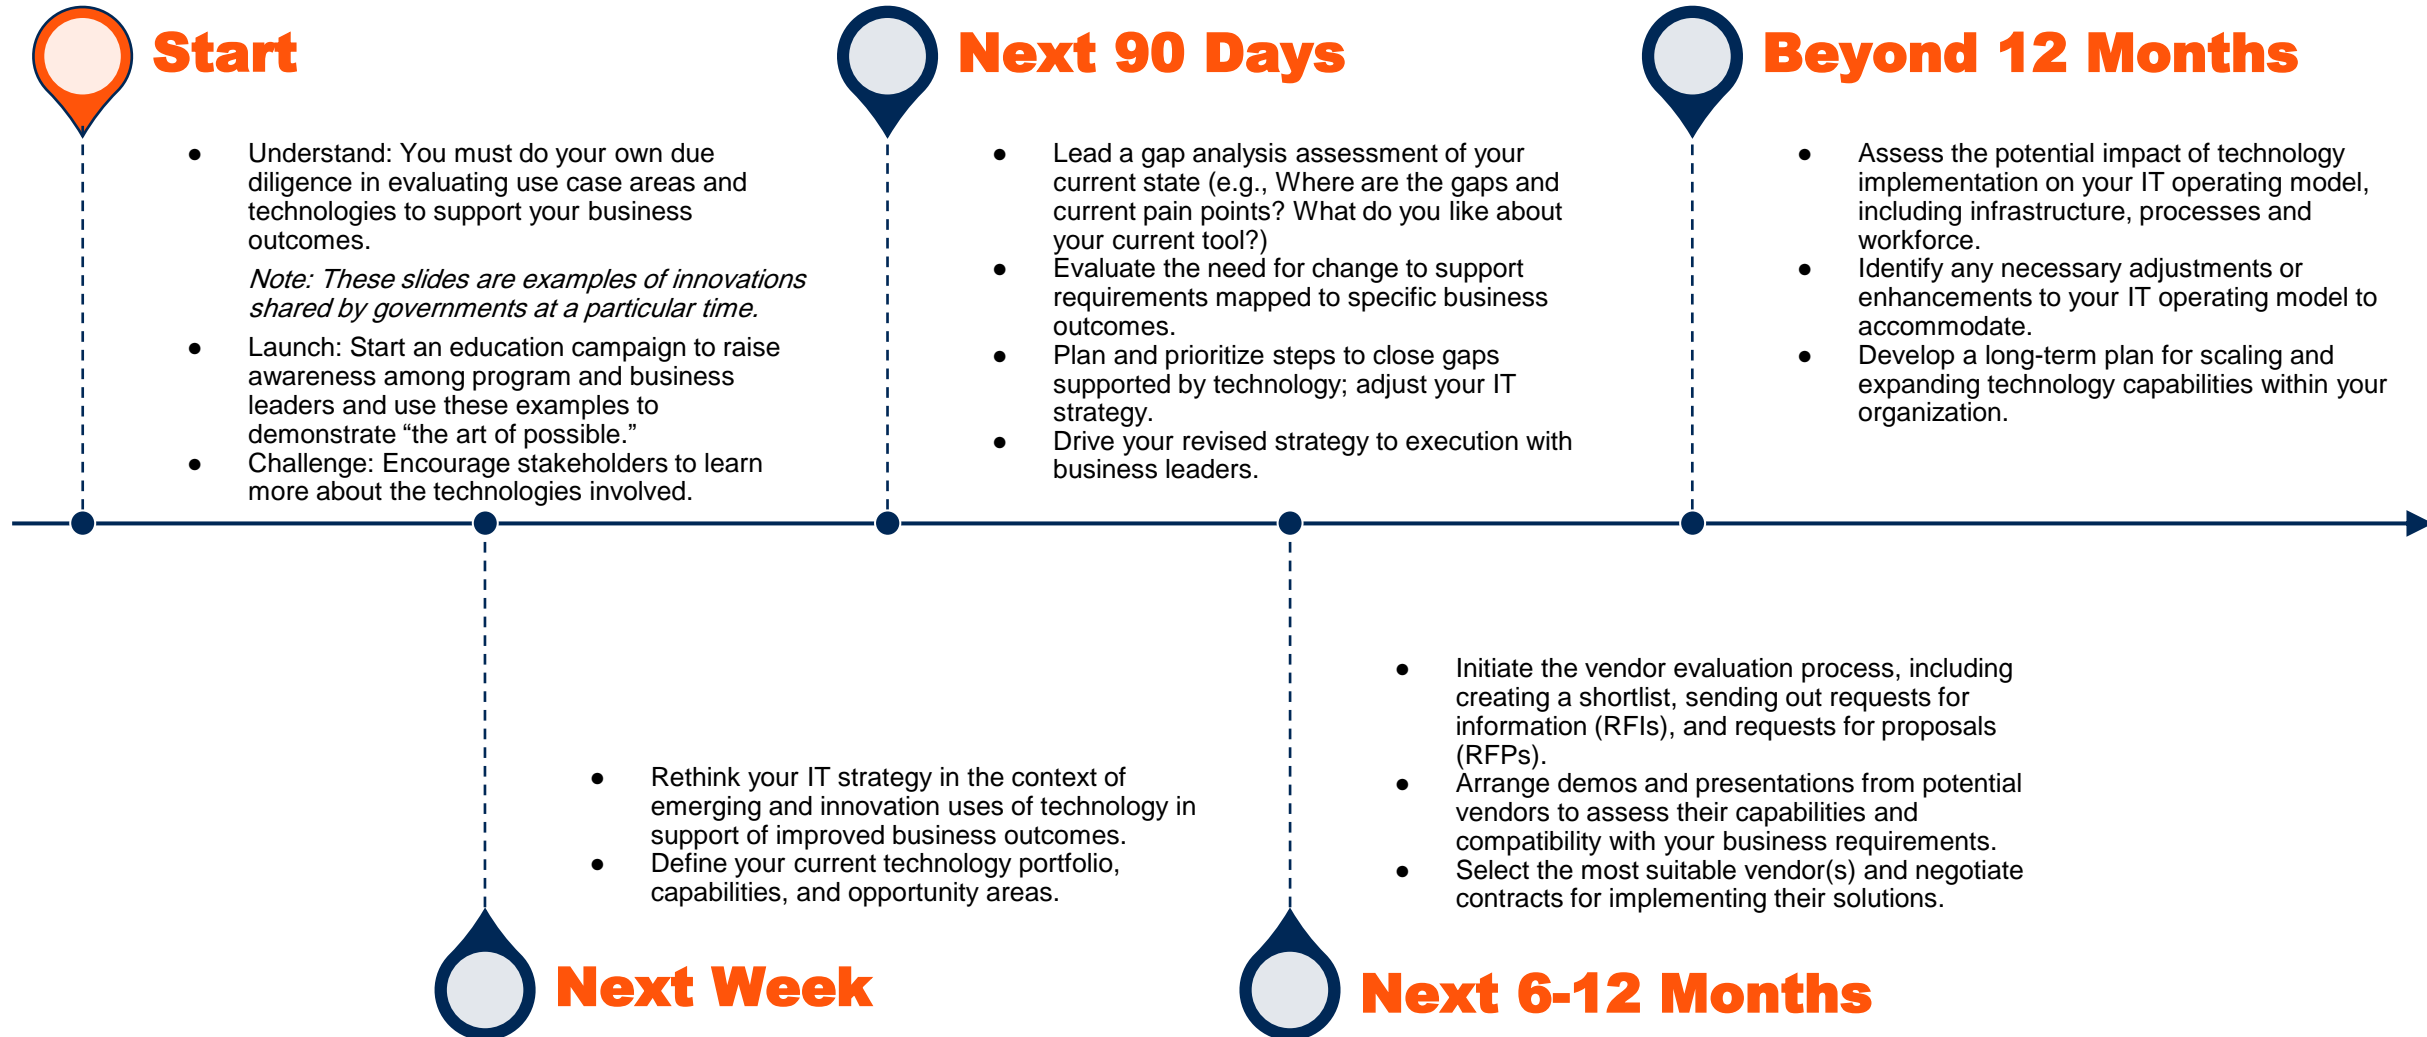 Start
● Understand: You must do your own due
diligence in evaluating use case areas and
technologies to support your business
outcomes.
Note: These slides are examples of innovations
shared by governments at a particular time.
● Launch: Start an education campaign to raise
awareness among program and business
leaders and use these examples to
demonstrate “the art of possible.”
● Challenge: Encourage stakeholders to learn
more about the technologies involved.
Next Week
● Rethink your IT strategy in the context of
emerging and innovation uses of technology in
support of improved business outcomes.
● Define your current technology portfolio,
capabilities, and opportunity areas.
Next 90 Days
● Lead a gap analysis assessment of your
current state (e.g., Where are the gaps and
current pain points? What do you like about
your current tool?)
● Evaluate the need for change to support
requirements mapped to specific business
outcomes.
● Plan and prioritize steps to close gaps
supported by technology; adjust your IT
strategy.
● Drive your revised strategy to execution with
business leaders.
Next 6-12 Months
● Initiate the vendor evaluation process, including
creating a shortlist, sending out requests for
information (RFIs), and requests for proposals
(RFPs).
● Arrange demos and presentations from potential
vendors to assess their capabilities and
compatibility with your business requirements.
● Select the most suitable vendor(s) and negotiate
contracts for implementing their solutions.
Beyond 12 Months
● Assess the potential impact of technology
implementation on your IT operating model,
including infrastructure, processes and
workforce.
● Identify any necessary adjustments or
enhancements to your IT operating model to
accommodate.
● Develop a long-term plan for scaling and
expanding technology capabilities within your
organization.